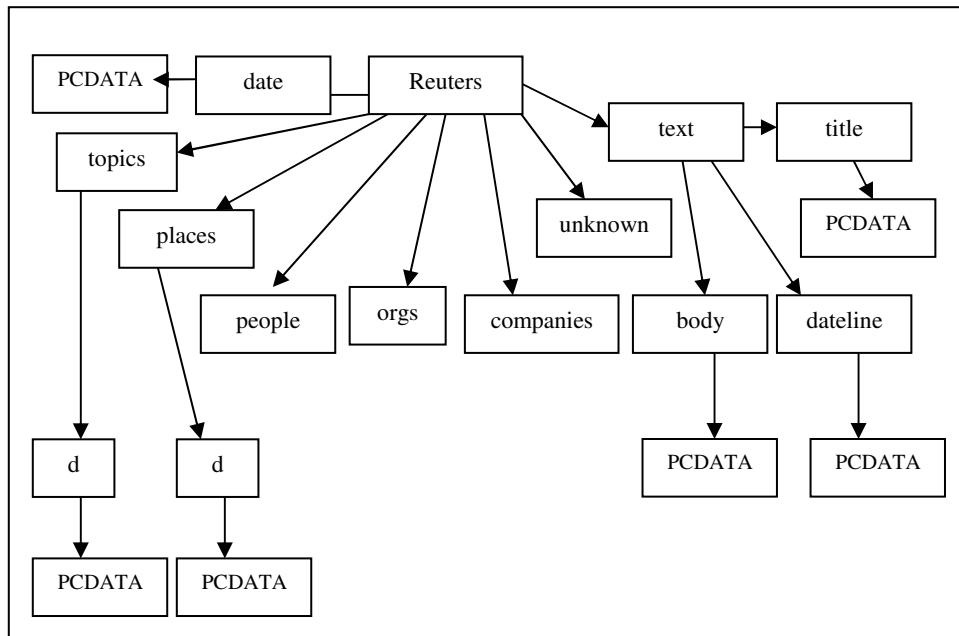 PCDATA
date
Reuters
text
title
topics
places
unknown
PCDATA
people
orgs
companies
body
dateline
d
d
PCDATA
PCDATA
PCDATA
PCDATA